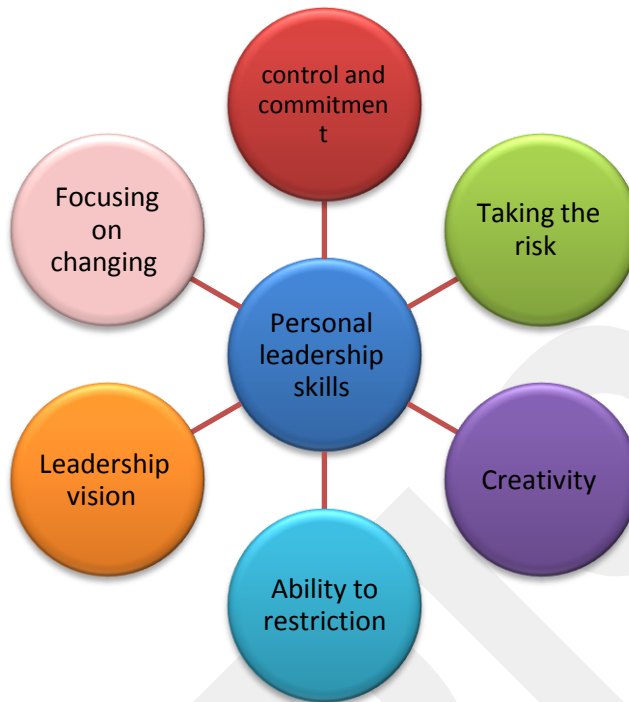 control and
commitmen
t
Focusing
on
changing
Taking the
risk
Personal
leadership
skills
Leadership
vision
Creativity
Ability to
restriction